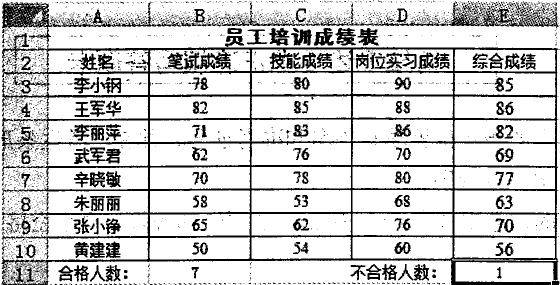 A B C D E
1 员工培训成绩表
2 姓名 笔试成绩 技能成绩 岗位实习成绩 综合成绩
3 李小钢 78 80 90 85
4 王军华 82 85 88 86
5 李丽萍 71 83 86 82
6 武军君 62 76 70 69
7 辛晓敏 70 78 80 77
8 朱丽丽 58 53 68 63
9 张小铮 65 62 76 70
10 黄建建 50 54 60 56
11 合格人数： 7 不合格人数： 1